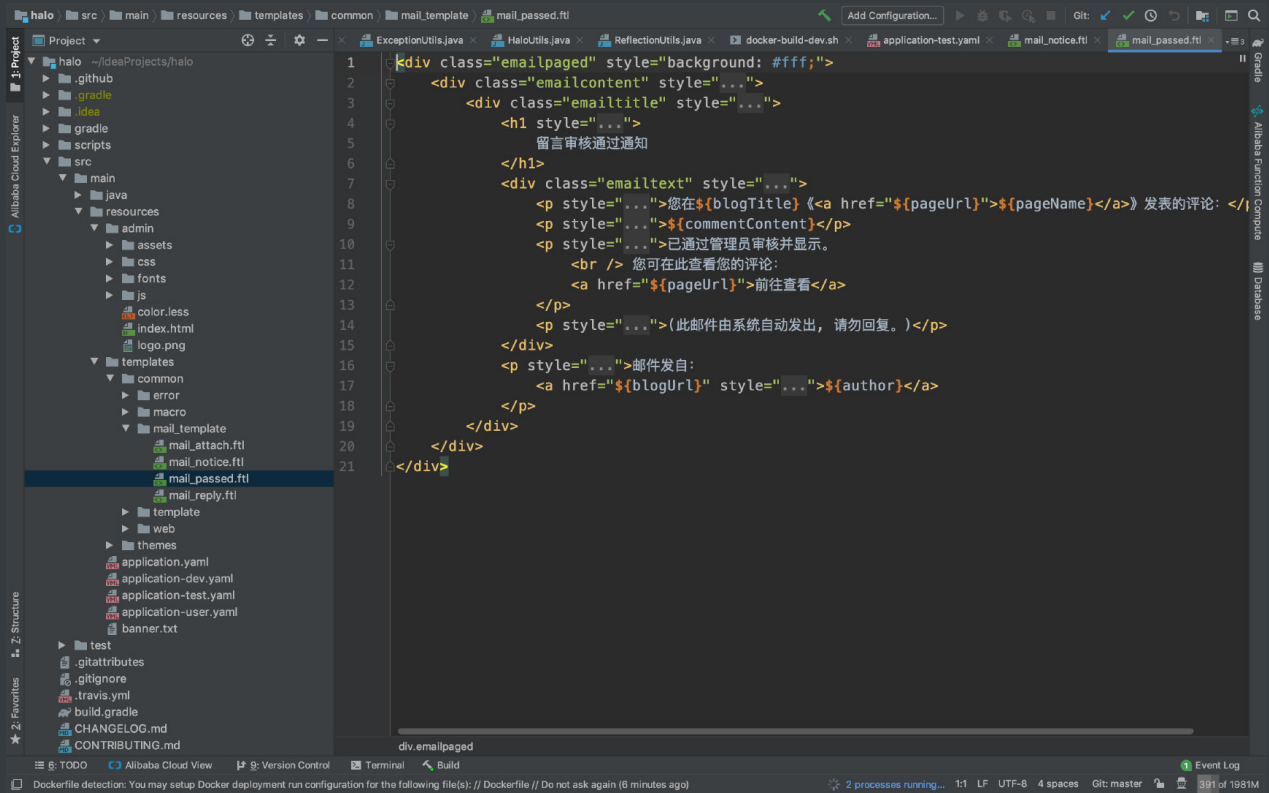 halo src main resources templates common mail_template mail_passed.ftl Add Configuration... Git:
Project ExceptionUtils.java HaloUtils.java ReflectionUtils.java docker-build-dev.sh application-test.yaml mail_notice.ftl mail_passed.ftl
1: Project
Alibaba Cloud Explorer
Z: Structure
2: Favorites
halo ~/IdeaProjects/halo
.github
.gradle
.idea
gradle
scripts
src
main
java
resources
admin
assets
css
fonts
js
color.less
index.html
logo.png
templates
common
error
macro
mail_template
mail_attach.ftl
mail_notice.ftl
mail_passed.ftl
mail_reply.ftl
template
web
themes
application.yaml
application-dev.yaml
application-test.yaml
application-user.yaml
banner.txt
test
.gitattributes
.gitignore
.travis.yml
build.gradle
CHANGELOG.md
CONTRIBUTING.md
1 <div class="emailpaged" style="background: #fff;">
2 <div class="emailcontent" style="...">
3 <div class="emailtitle" style="...">
4 <h1 style="...">
5 留言审核通过通知
6 </h1>
7 <div class="emailtext" style="...">
8 <p style="...">您在${blogTitle}《<a href="${pageUrl}">${pageName}</a>》发表的评论：</p
9 <p style="...">${commentContent}</p>
10 <p style="...">已通过管理员审核并显示。
11 <br /> 您可在此查看您的评论：
12 <a href="${pageUrl}">前往查看</a>
13 </p>
14 <p style="...">(此邮件由系统自动发出, 请勿回复。)</p>
15 </div>
16 <p style="...">邮件发自：
17 <a href="${blogUrl}" style="...">${author}</a>
18 </p>
19 </div>
20 </div>
21 </div>
Gradle
Alibaba Function Compute
Database
div.emailpaged
6: TODO Alibaba Cloud View 9: Version Control Terminal Build 1 Event Log
Dockerfile detection: You may setup Docker deployment run configuration for the following file(s): // Dockerfile // Do not ask again (6 minutes ago) 2 processes running... 1:1 LF UTF-8 4 spaces Git: master 391 of 1981M